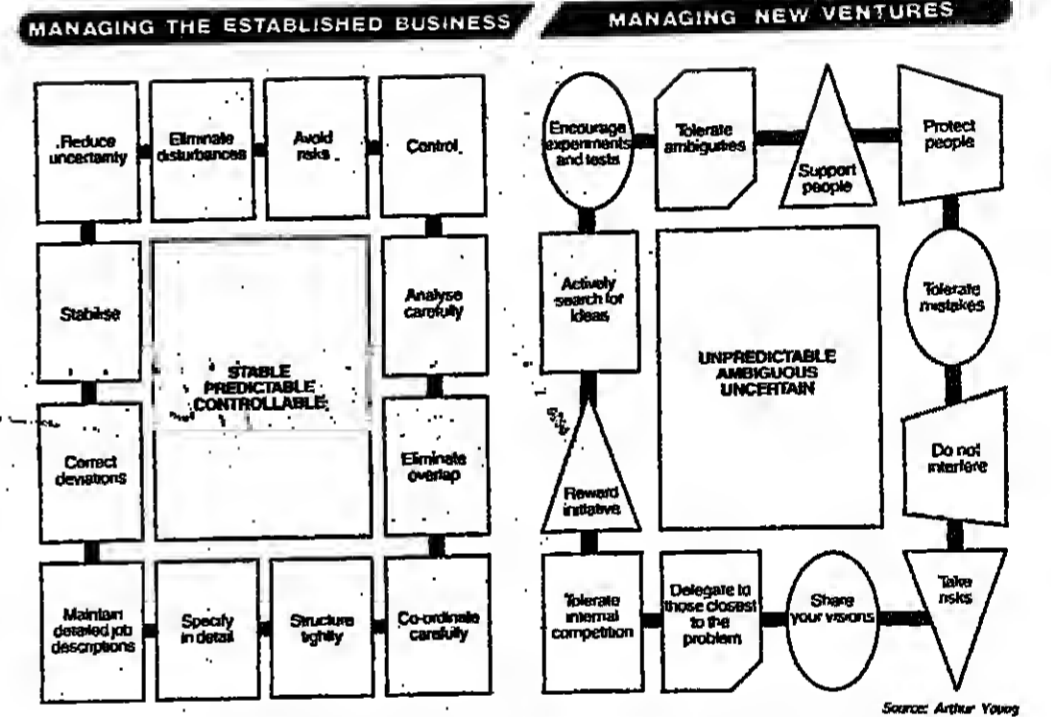 MANAGING THE ESTABLISHED BUSINESS
MANAGING NEW VENTURES
Reduce
uncertainty
Eliminate
disturbances
Avoid
risks
Control
Stabilise
Analyse
carefully
STABLE
PREDICTABLE
CONTROLLABLE
Correct
deviations
Eliminate
overlap
Maintain
detailed job
descriptions
Specify
in detail
Structure
tightly
Co-ordinate
carefully
Encourage
experiments
and tests
Tolerate
ambiguities
Support
people
Protect
people
Actively
search for
ideas
Tolerate
mistakes
UNPREDICTABLE
AMBIGUOUS
UNCERTAIN
Reward
initiative
Do not
interfere
Tolerate
internal
competition
Delegate to
those closest
to the
problem
Share
your visions
Take
risks
Source: Arthur Young